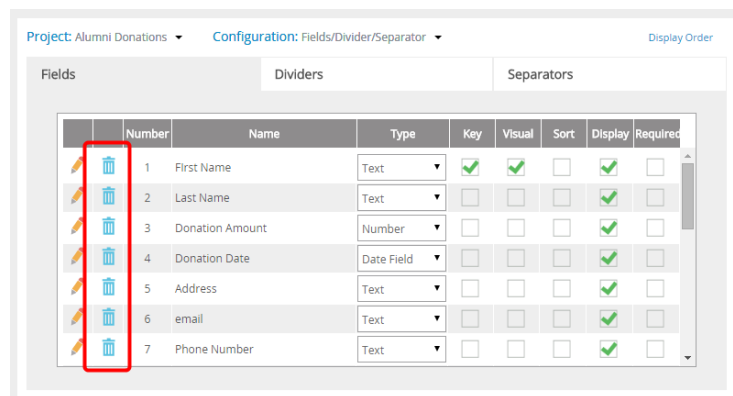 Project: Alumni Donations Configuration: Fields/Divider/Separator Display Order
Fields Dividers Separators
Number Name Type Key Visual Sort Display Required
1 First Name Text
2 Last Name Text
3 Donation Amount Number
4 Donation Date Date Field
5 Address Text
6 email Text
7 Phone Number Text